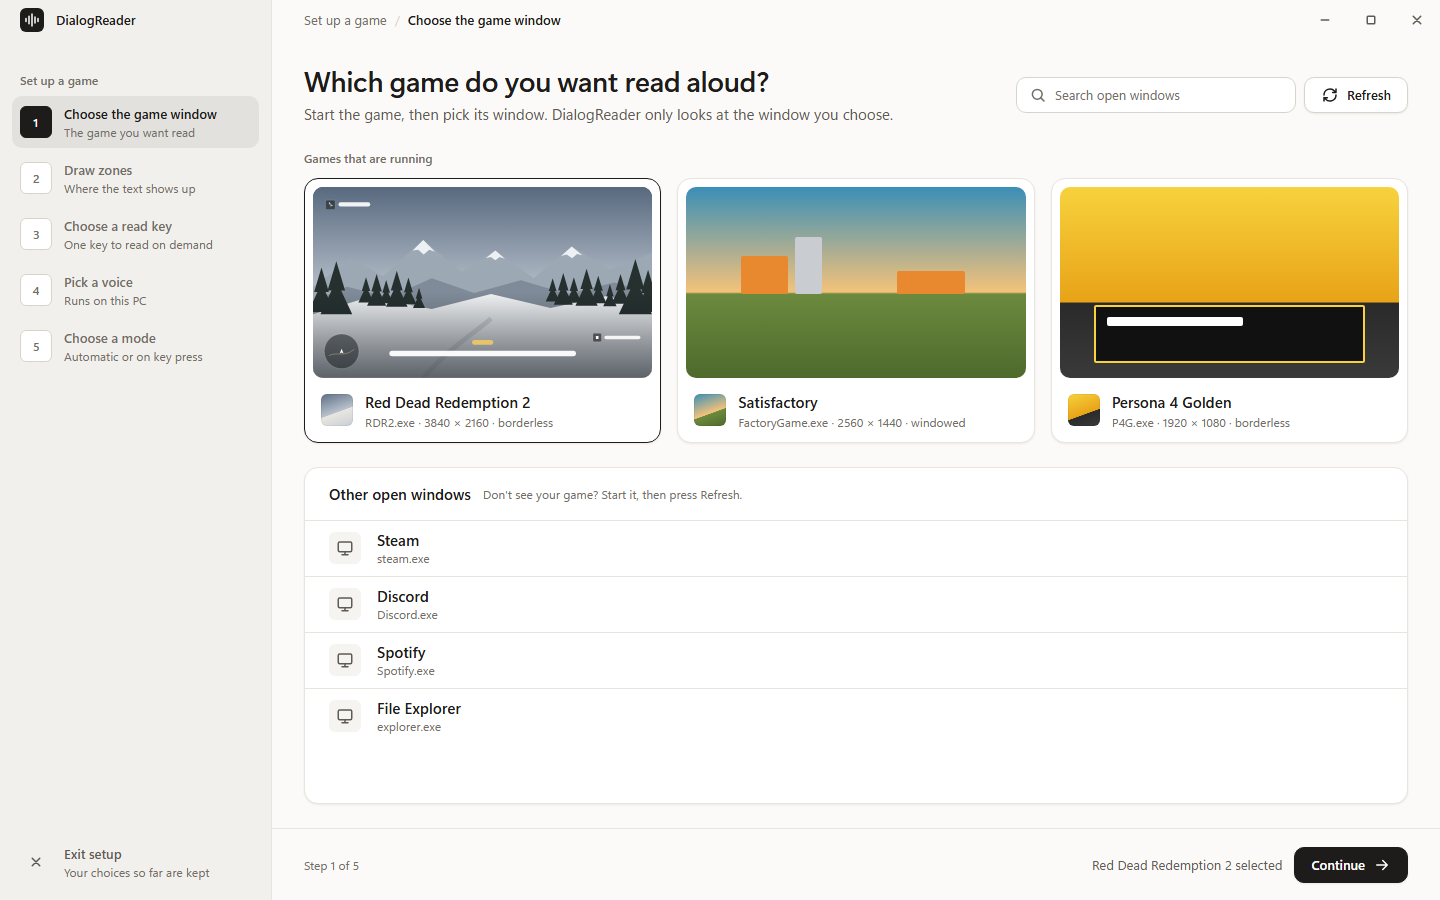 DialogReader
Set up a game / Choose the game window
Set up a game
1 Choose the game window
The game you want read
2 Draw zones
Where the text shows up
3 Choose a read key
One key to read on demand
4 Pick a voice
Runs on this PC
5 Choose a mode
Automatic or on key press
Exit setup
Your choices so far are kept
Which game do you want read aloud?
Start the game, then pick its window. DialogReader only looks at the window you choose.
Search open windows
Refresh
Games that are running
Red Dead Redemption 2
RDR2.exe · 3840 × 2160 · borderless
Satisfactory
FactoryGame.exe · 2560 × 1440 · windowed
Persona 4 Golden
P4G.exe · 1920 × 1080 · borderless
Other open windows Don't see your game? Start it, then press Refresh.
Steam
steam.exe
Discord
Discord.exe
Spotify
Spotify.exe
File Explorer
explorer.exe
Step 1 of 5
Red Dead Redemption 2 selected
Continue